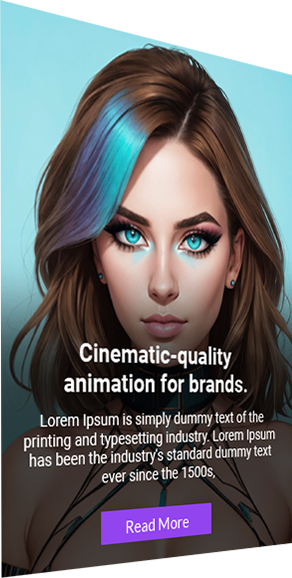 Cinematic-quality
animation for brands.
Lorem Ipsum is simply dummy text of the
printing and typesetting industry. Lorem Ipsum
has been the industry's standard dummy text
ever since the 1500s,
Read More